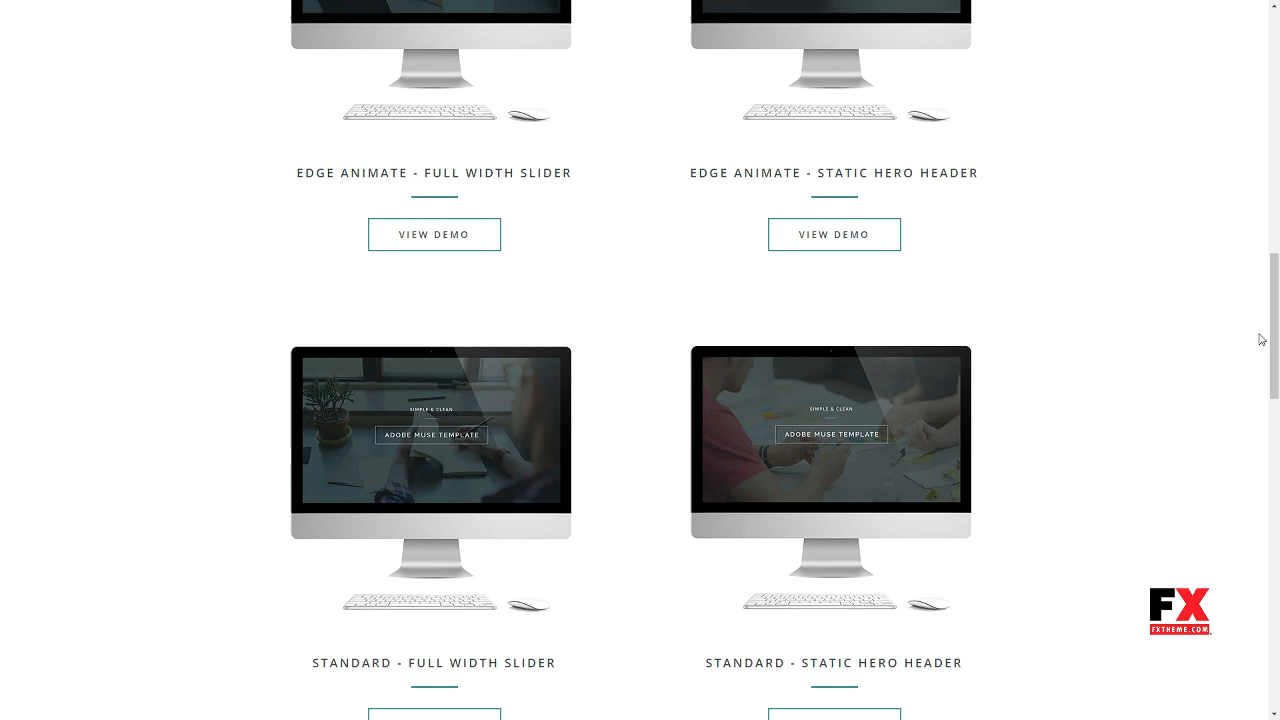 EDGE ANIMATE - FULL WIDTH SLIDER
EDGE ANIMATE - STATIC HERO HEADER
VIEW DEMO
VIEW DEMO
SIMPLE & CLEAN
ADOBE MUSE TEMPLATE
SIMPLE & CLEAN
ADOBE MUSE TEMPLATE
FX
FXTHEME.COM
STANDARD - FULL WIDTH SLIDER
STANDARD - STATIC HERO HEADER